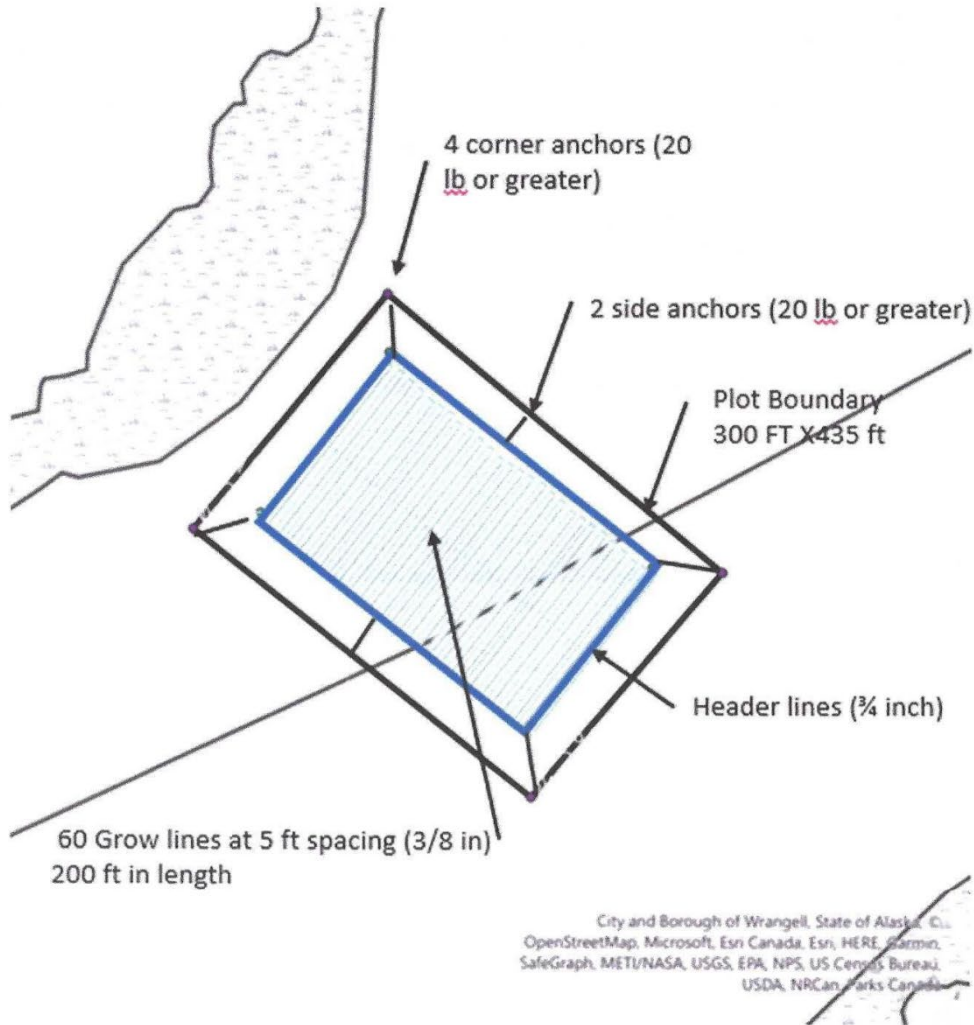 4 corner anchors (20
lb or greater)
2 side anchors (20 lb or greater)
Plot Boundary
300 FT X435 ft
Header lines (¾ inch)
60 Grow lines at 5 ft spacing (3/8 in)
200 ft in length
City and Borough of Wrangell, State of Alaska, ©
OpenStreetMap, Microsoft, Esri Canada, Esri, HERE, Garmin,
SafeGraph, METI/NASA, USGS, EPA, NPS, US Census Bureau,
USDA, NRCan, Parks Canada